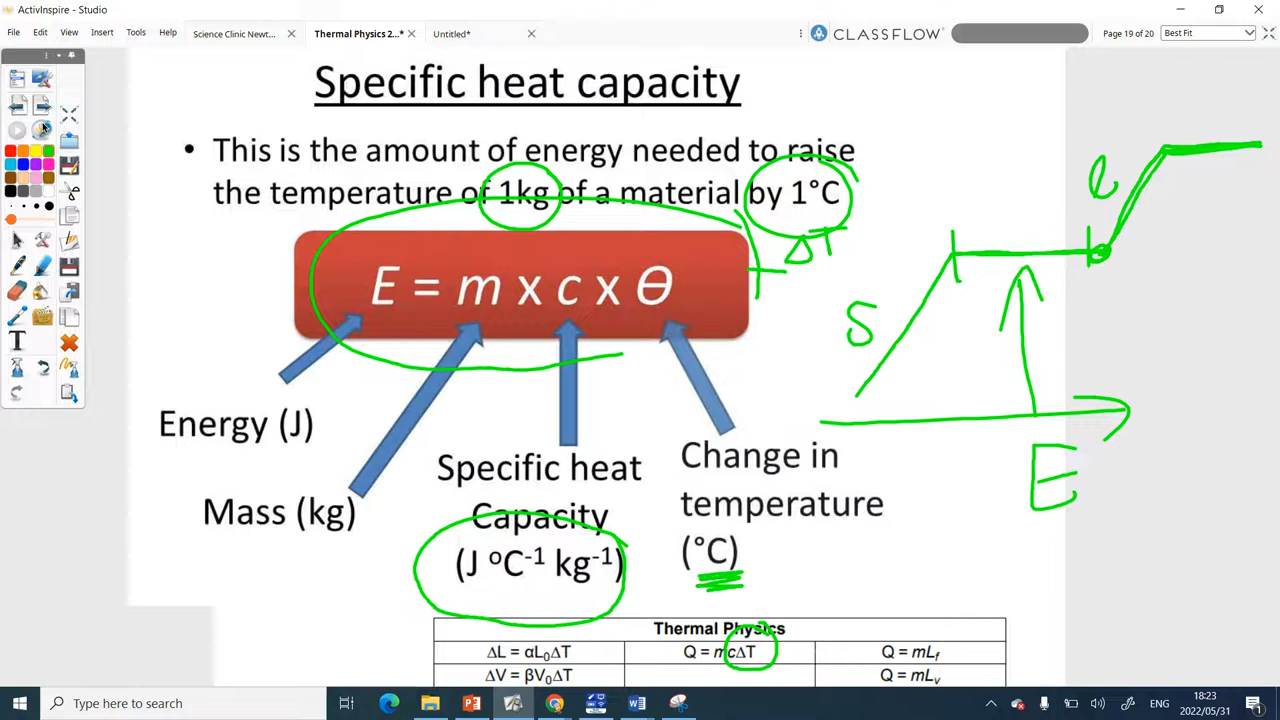 ActivInspire - Studio
File Edit View Insert Tools Help
Science Clinic Newt... Thermal Physics 2...* Untitled* CLASSFLOW Page 19 of 20 Best Fit
Specific heat capacity
• This is the amount of energy needed to raise
the temperature of 1kg of a material by 1°C
ΔT
E = m x c x Ɵ
l
S
E
Energy (J)
Mass (kg)
Specific heat
Capacity
(J °C-1 kg-1)
Change in
temperature
(°C)
Thermal Physics
ΔL = αL0ΔT Q = mcΔT Q = mLf
ΔV = βV0ΔT Q = mLv
Type here to search
18:23
2022/05/31